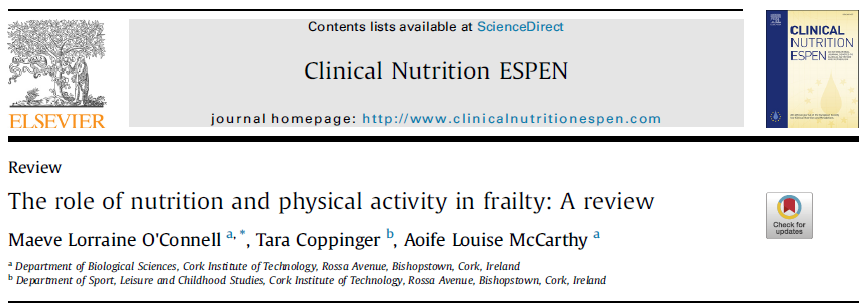 Contents lists available at ScienceDirect
Clinical Nutrition ESPEN
journal homepage: http://www.clinicalnutritionespen.com
ELSEVIER
CLINICAL
NUTRITION
ESPEN
Review
The role of nutrition and physical activity in frailty: A review
Check for
updates
Maeve Lorraine O'Connell a, *, Tara Coppinger b, Aoife Louise McCarthy a
a Department of Biological Sciences, Cork Institute of Technology, Rossa Avenue, Bishopstown, Cork, Ireland
b Department of Sport, Leisure and Childhood Studies, Cork Institute of Technology, Rossa Avenue, Bishopstown, Cork, Ireland